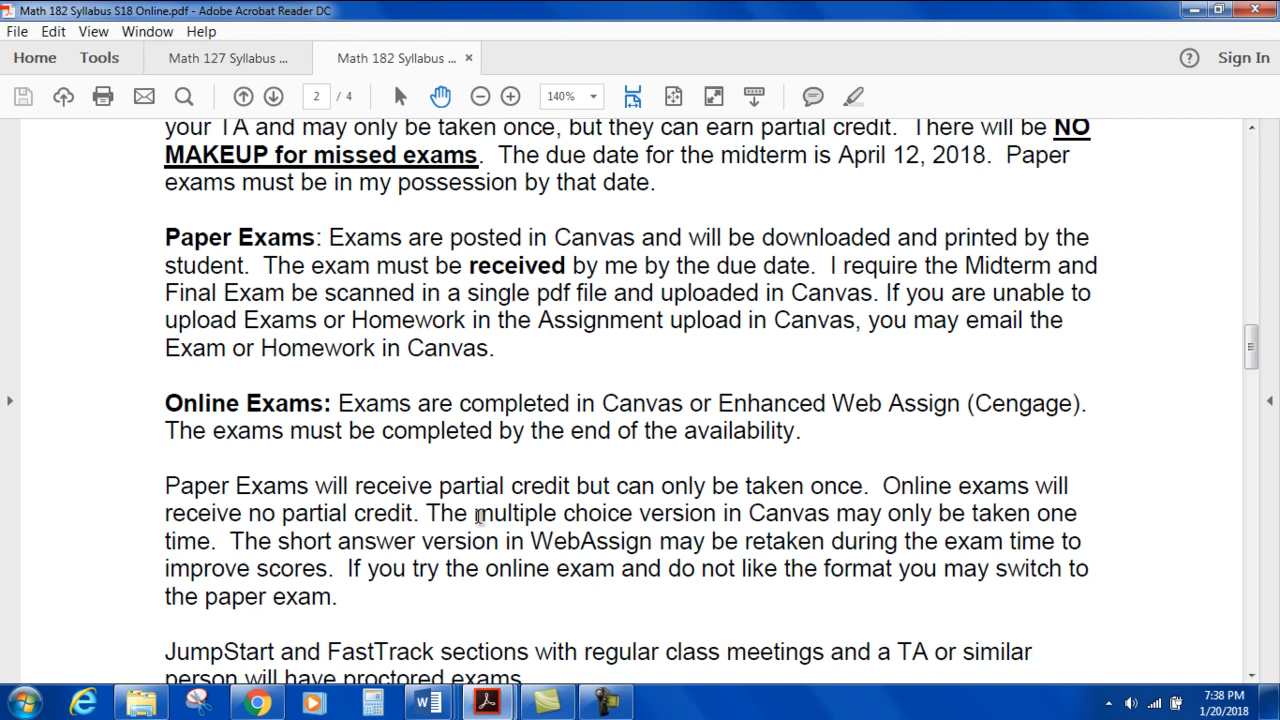 Math 182 Syllabus S18 Online.pdf - Adobe Acrobat Reader DC
File Edit View Window Help
Home Tools Math 127 Syllabus ... Math 182 Syllabus ... × ? Sign In
2 / 4 140%
your TA and may only be taken once, but they can earn partial credit. There will be NO
MAKEUP for missed exams. The due date for the midterm is April 12, 2018. Paper
exams must be in my possession by that date.
Paper Exams: Exams are posted in Canvas and will be downloaded and printed by the
student. The exam must be received by me by the due date. I require the Midterm and
Final Exam be scanned in a single pdf file and uploaded in Canvas. If you are unable to
upload Exams or Homework in the Assignment upload in Canvas, you may email the
Exam or Homework in Canvas.
Online Exams: Exams are completed in Canvas or Enhanced Web Assign (Cengage).
The exams must be completed by the end of the availability.
Paper Exams will receive partial credit but can only be taken once. Online exams will
receive no partial credit. The multiple choice version in Canvas may only be taken one
time. The short answer version in WebAssign may be retaken during the exam time to
improve scores. If you try the online exam and do not like the format you may switch to
the paper exam.
JumpStart and FastTrack sections with regular class meetings and a TA or similar
person will have proctored exams.
7:38 PM
1/20/2018